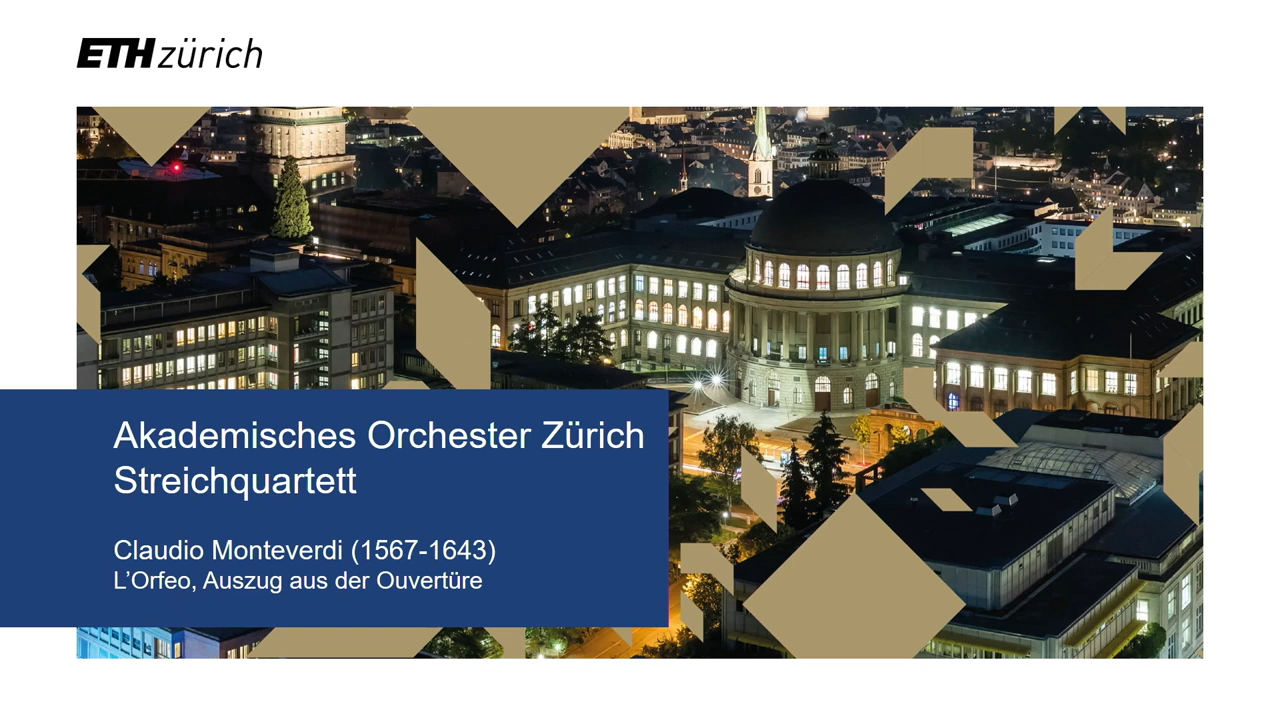 ETH zürich
Akademisches Orchester Zürich
Streichquartett
Claudio Monteverdi (1567-1643)
L’Orfeo, Auszug aus der Ouvertüre